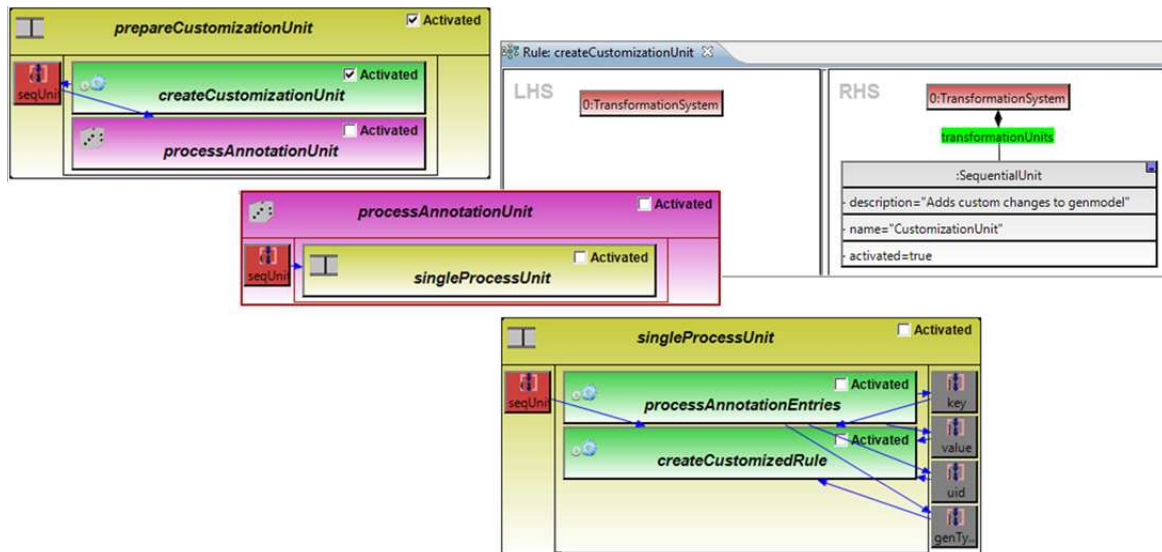 prepareCustomizationUnit
Activated
seqUnit
Activated
createCustomizationUnit
Activated
processAnnotationUnit
Rule: createCustomizationUnit
LHS
0:TransformationSystem
RHS
0:TransformationSystem
transformationUnits
:SequentialUnit
- description="Adds custom changes to genmodel"
- name="CustomizationUnit"
- activated=true
processAnnotationUnit
Activated
seqUnit
Activated
singleProcessUnit
singleProcessUnit
Activated
seqUnit
Activated
processAnnotationEntries
Activated
createCustomizedRule
key
value
uid
genTy..